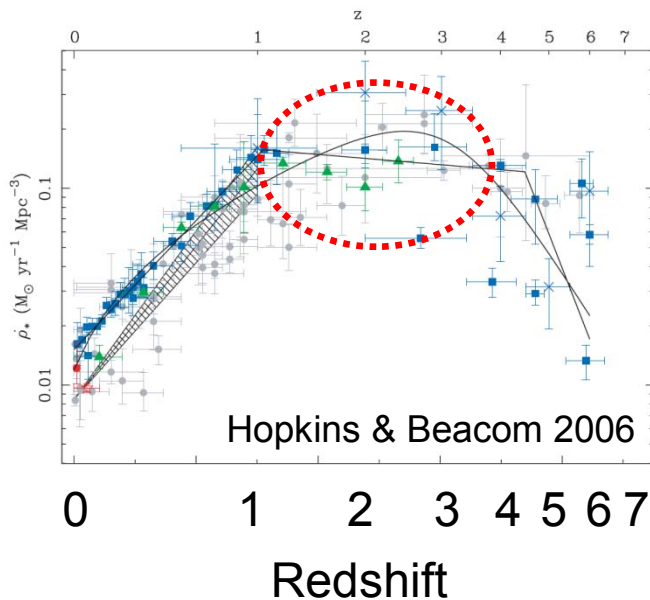 z
0 1 2 3 4 5 6 7
0.1
0.01
ρ̇* (M⊙ yr⁻¹ Mpc⁻³)
Hopkins & Beacom 2006
0 1 2 3 4 5 6 7
Redshift